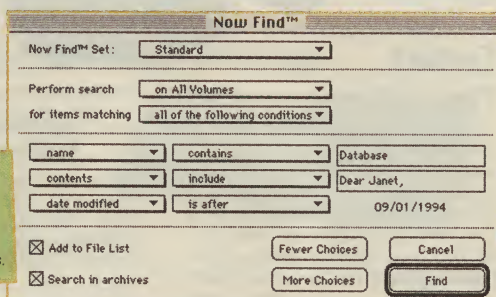 Now Find™
Now Find™ Set: Standard
Perform search on All Volumes
for items matching all of the following conditions
name contains Database
contents include Dear Janet,
date modified is after 09/01/1994
Add to File List Fewer Choices Cancel
s.
Search in archives More Choices Find